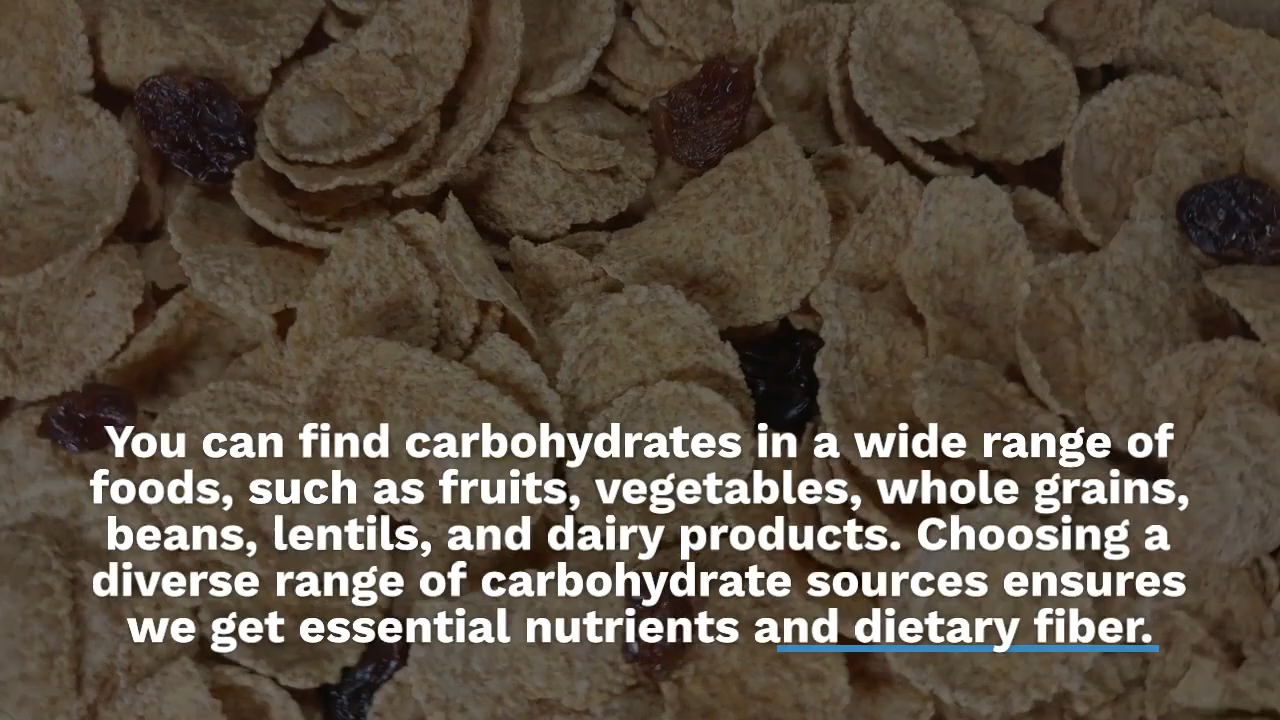 You can find carbohydrates in a wide range of
foods, such as fruits, vegetables, whole grains,
beans, lentils, and dairy products. Choosing a
diverse range of carbohydrate sources ensures
we get essential nutrients and dietary fiber.